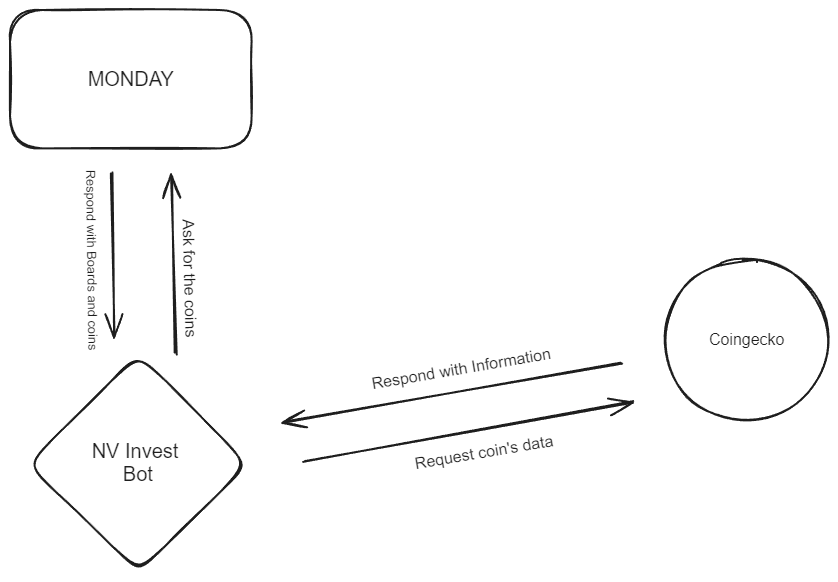 MONDAY
Respond with Boards and coins
Ask for the coins
Coingecko
Respond with Information
Request coin's data
NV Invest
Bot